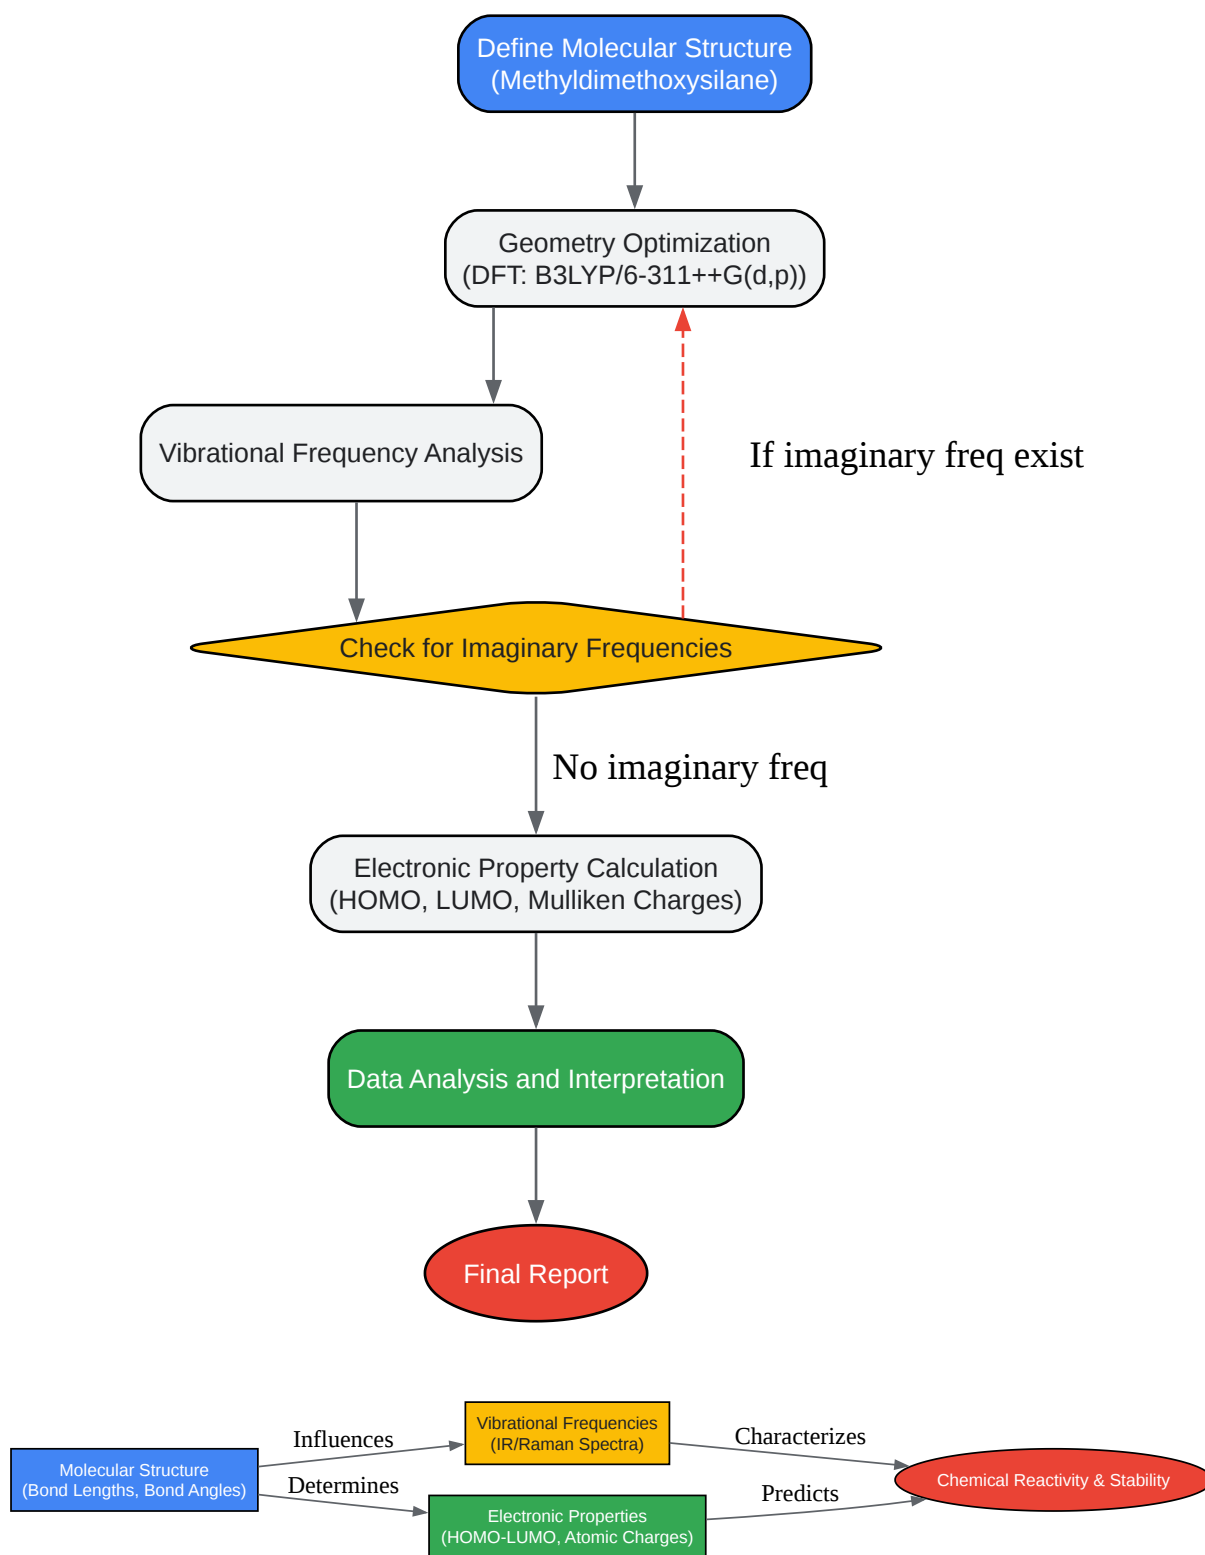 Define Molecular Structure
(Methyldimethoxysilane)
Geometry Optimization
(DFT: B3LYP/6-311++G(d,p))
Vibrational Frequency Analysis
If imaginary freq exist
Check for Imaginary Frequencies
No imaginary freq
Electronic Property Calculation
(HOMO, LUMO, Mulliken Charges)
Data Analysis and Interpretation
Final Report
Molecular Structure
(Bond Lengths, Bond Angles)
Influences
Determines
Vibrational Frequencies
(IR/Raman Spectra)
Electronic Properties
(HOMO-LUMO, Atomic Charges)
Characterizes
Predicts
Chemical Reactivity & Stability